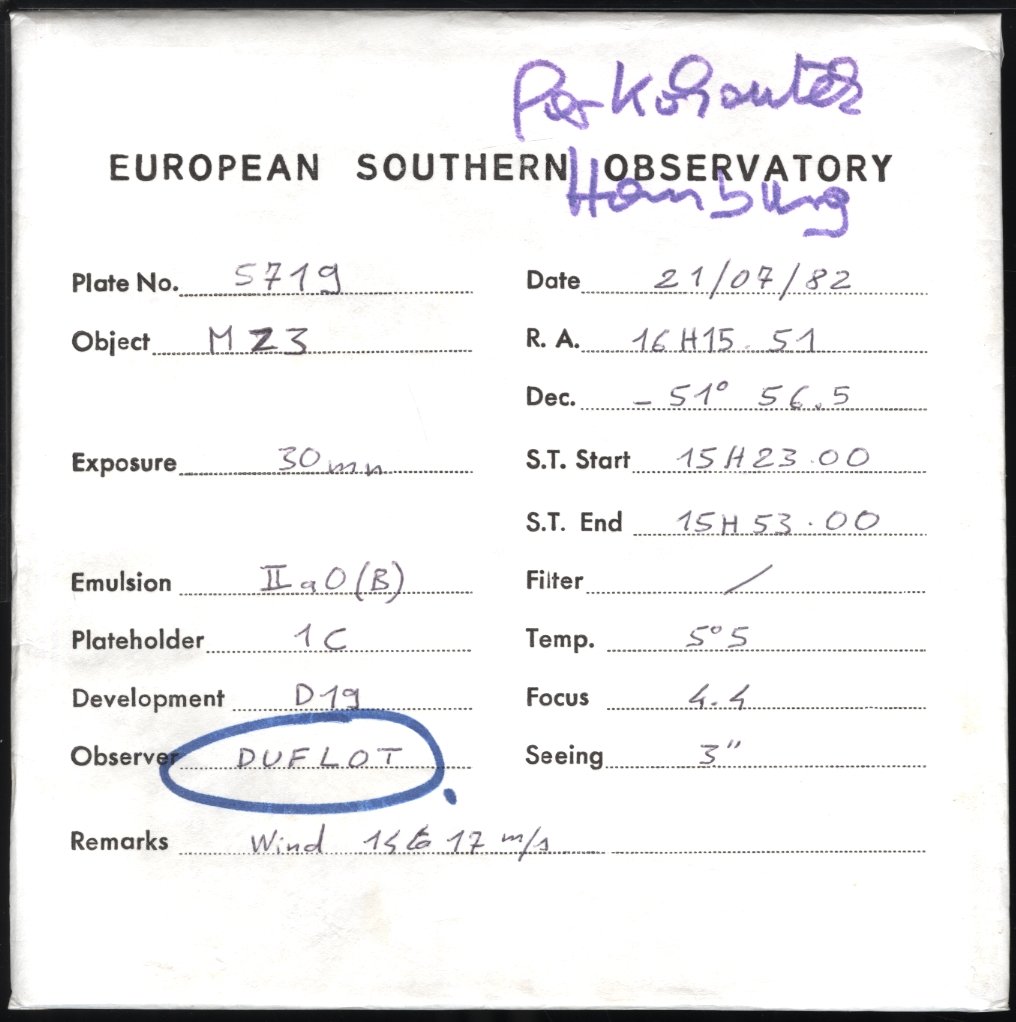 Kohoutek
EUROPEAN SOUTHERN OBSERVATORY
Hamburg
Plate No. 5719 Date 21/07/82
Object MZ3 R. A. 16H15.51
Dec. - 51° 56.5
Exposure 30mn S.T. Start 15H23.00
S.T. End 15H53.00
Emulsion IIaO(B) Filter /
Plateholder 1C Temp. 5°5
Development D19 Focus 4.4
Observer DUFLOT Seeing 3"
Remarks Wind 17 m/s